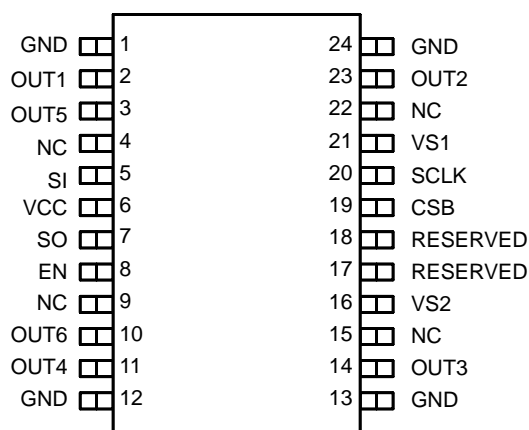 GND 1 24 GND
OUT1 2 23 OUT2
OUT5 3 22 NC
NC 4 21 VS1
SI 5 20 SCLK
VCC 6 19 CSB
SO 7 18 RESERVED
EN 8 17 RESERVED
NC 9 16 VS2
OUT6 10 15 NC
OUT4 11 14 OUT3
GND 12 13 GND